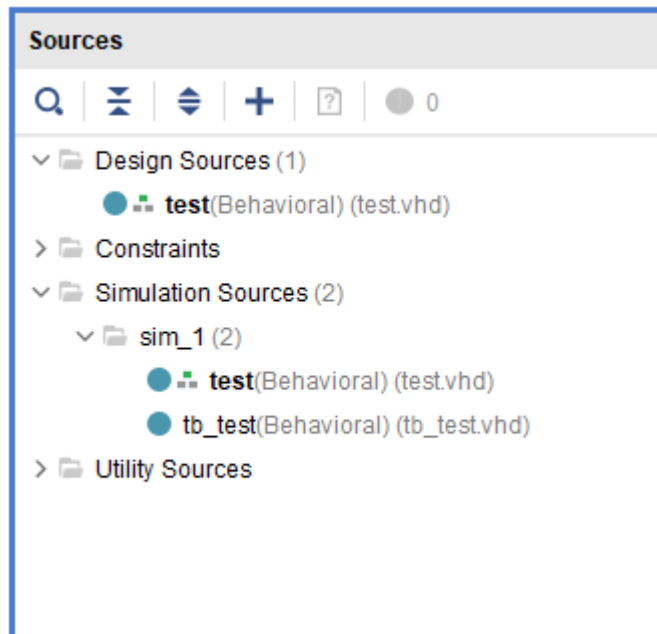 Sources
? 0
Design Sources (1)
test(Behavioral) (test.vhd)
Constraints
Simulation Sources (2)
sim_1 (2)
test(Behavioral) (test.vhd)
tb_test(Behavioral) (tb_test.vhd)
Utility Sources